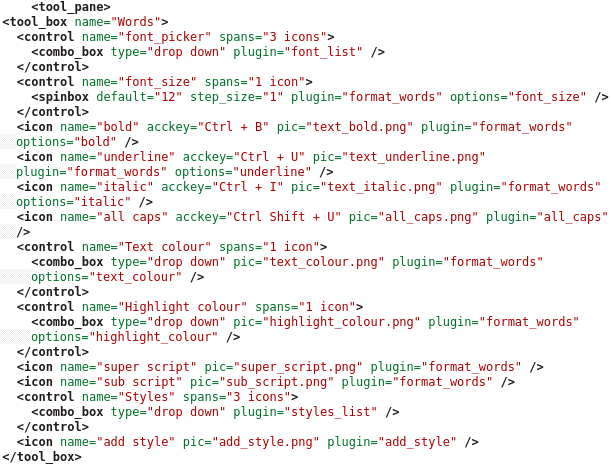 <tool_pane>
<tool_box name="Words">
<control name="font_picker" spans="3 icons">
<combo_box type="drop down" plugin="font_list" />
</control>
<control name="font_size" spans="1 icon">
<spinbox default="12" step_size="1" plugin="format_words" options="font_size" />
</control>
<icon name="bold" acckey="Ctrl + B" pic="text_bold.png" plugin="format_words"
options="bold" />
<icon name="underline" acckey="Ctrl + U" pic="text_underline.png"
plugin="format_words" options="underline" />
<icon name="italic" acckey="Ctrl + I" pic="text_italic.png" plugin="format_words"
options="italic" />
<icon name="all caps" acckey="Ctrl Shift + U" pic="all_caps.png" plugin="all_caps"
/>
<control name="Text colour" spans="1 icon">
<combo_box type="drop down" pic="text_colour.png" plugin="format_words"
options="text_colour" />
</control>
<control name="Highlight colour" spans="1 icon">
<combo_box type="drop down" pic="highlight_colour.png" plugin="format_words"
options="highlight_colour" />
</control>
<icon name="super script" pic="super_script.png" plugin="format_words" />
<icon name="sub script" pic="sub_script.png" plugin="format_words" />
<control name="Styles" spans="3 icons">
<combo_box type="drop down" plugin="styles_list" />
</control>
<icon name="add style" pic="add_style.png" plugin="add_style" />
</tool_box>